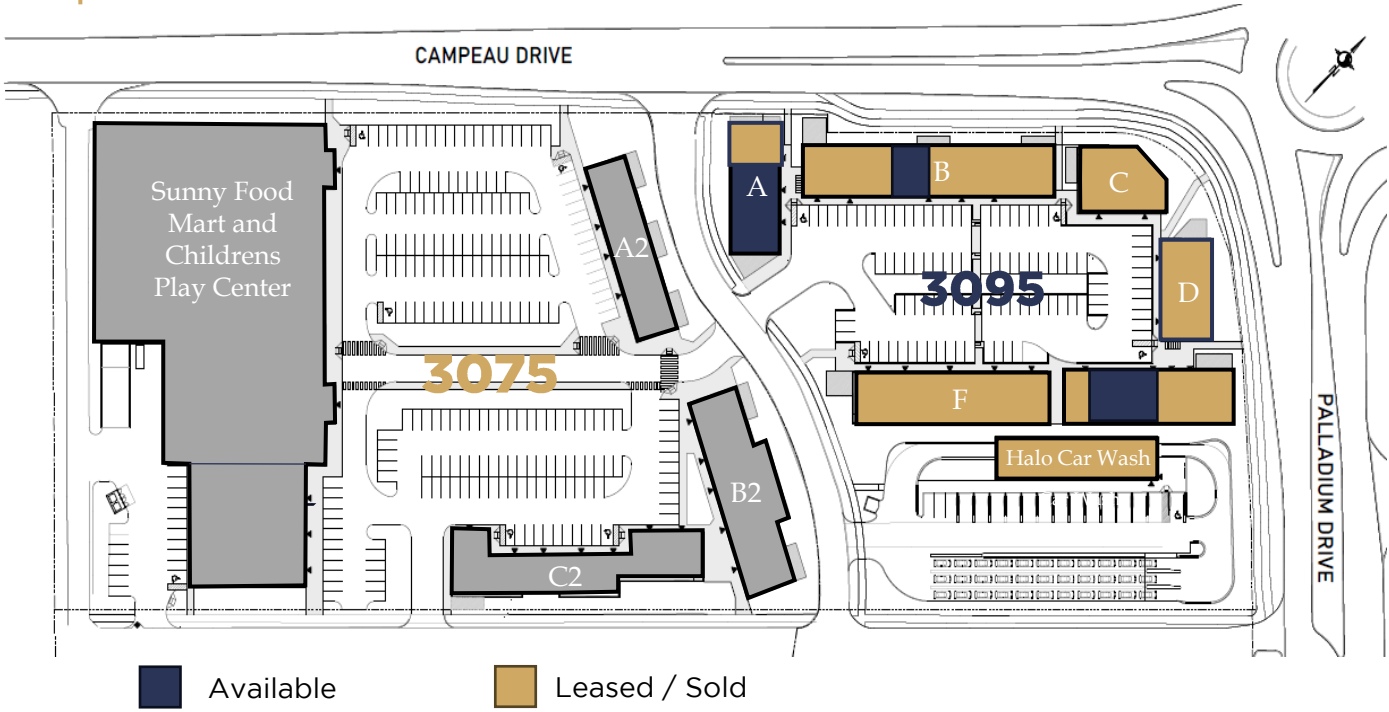 CAMPEAU DRIVE
Sunny Food
Mart and
Childrens
Play Center
A2
A
B
C
D
3095
3075
F
Halo Car Wash
B2
C2
PALLADIUM DRIVE
Available
Leased / Sold